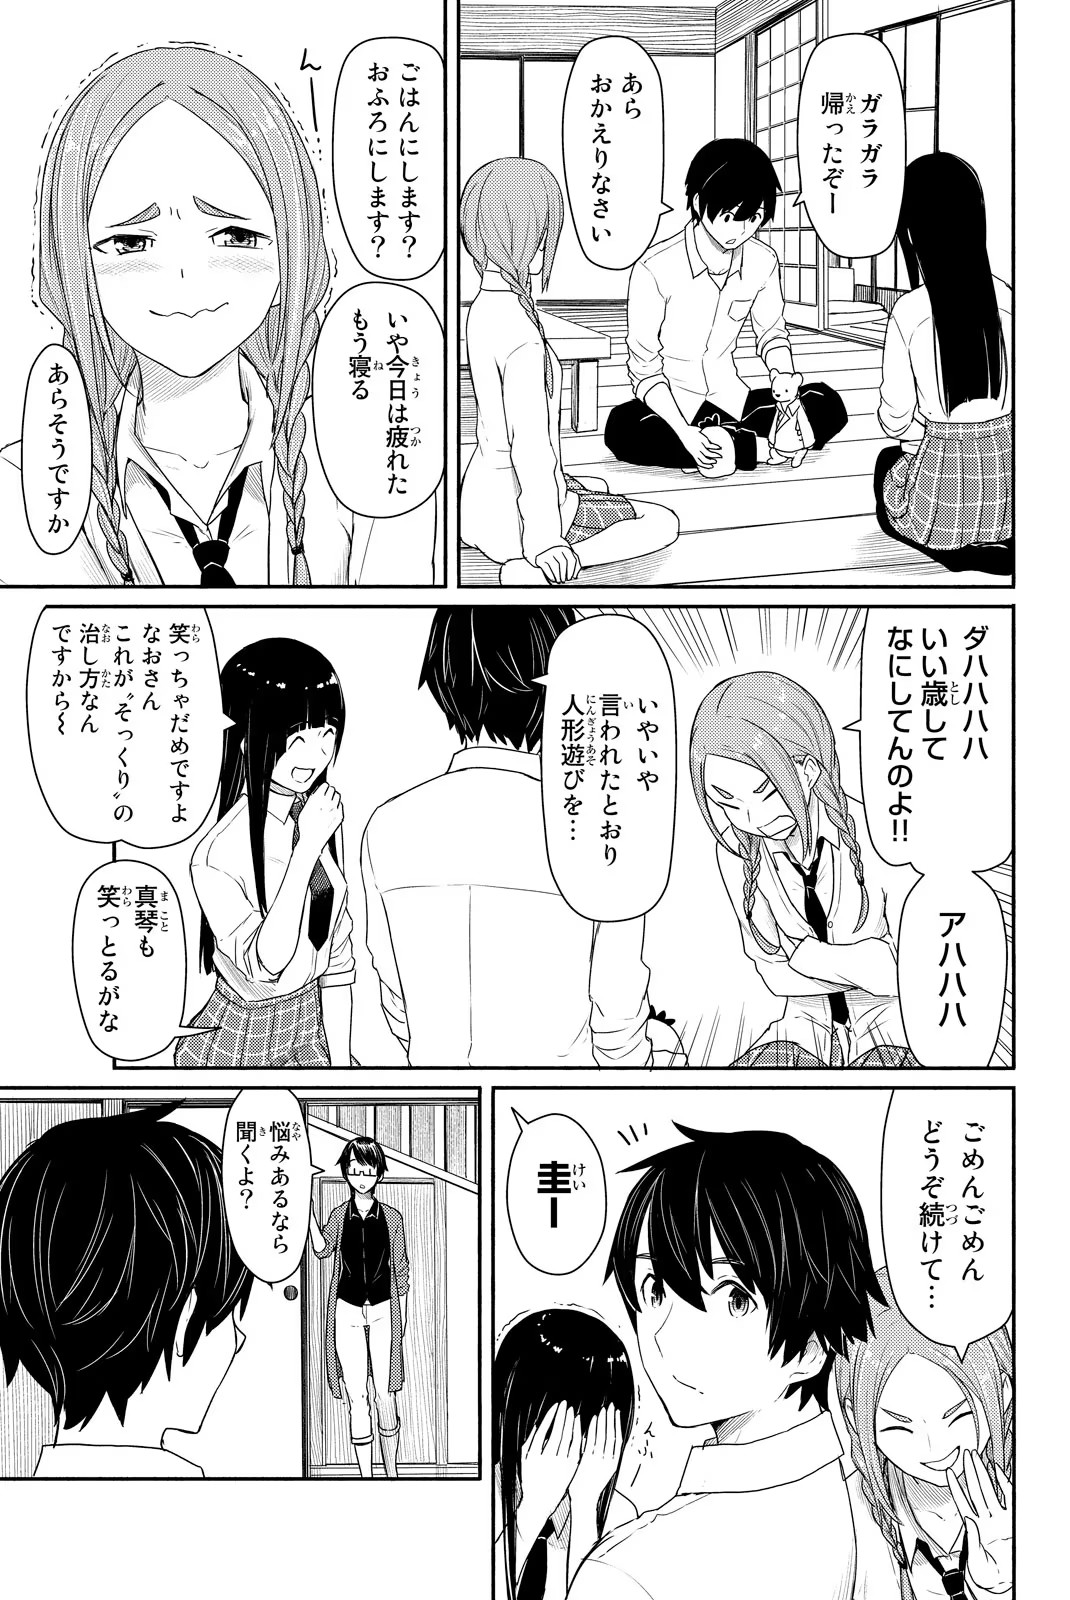 ガラガラ
帰ったぞー
あら
おかえりなさい
ごはんにします？
おふろにします？
いや今日は疲れた
もう寝る
んー
あらそうですか
ダハハハハ
いい歳して
なにしてんのよ!!
アハハハ
いやいや
言われたとおり
人形遊びを…
笑っちゃだめですよ
なおさん
これが〝そっくり〟の
治し方なん
ですから〜
真琴も
笑っとるがな
ごめんごめん
どうぞ続けて…
圭ー
んふー
悩みあるなら
聞くよ？